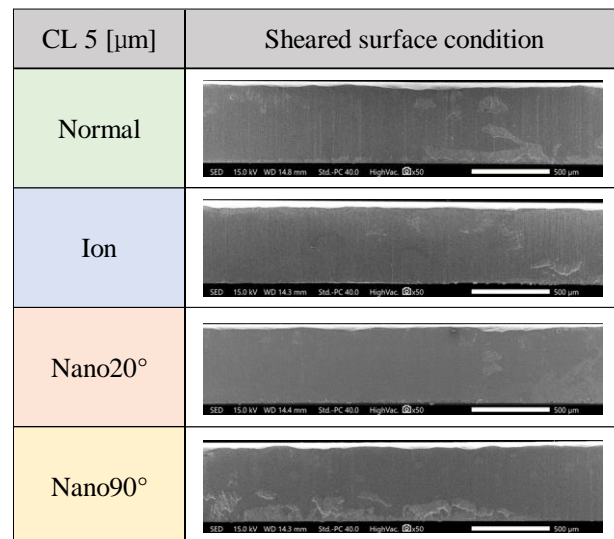 CL 5 [μm]
Sheared surface condition
Normal
SED 15.0 kV WD 14.8 mm Std.-PC 40.0 HighVac. x50 500 μm
Ion
SED 15.0 kV WD 14.3 mm Std.-PC 40.0 HighVac. x50 500 μm
Nano20°
SED 15.0 kV WD 14.4 mm Std.-PC 40.0 HighVac. x50 500 μm
Nano90°
SED 15.0 kV WD 14.3 mm Std.-PC 40.0 HighVac. x50 500 μm